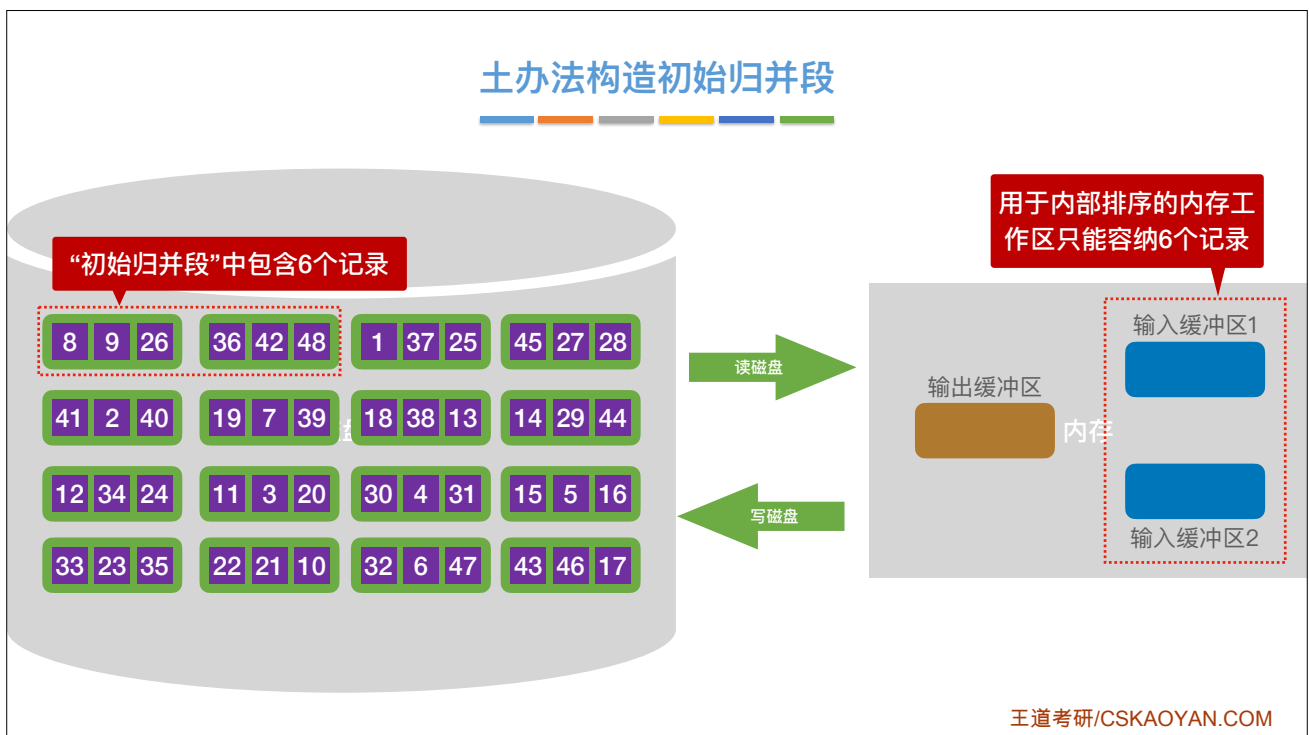 土办法构造初始归并段
用于内部排序的内存工
作区只能容纳6个记录
“初始归并段”中包含6个记录
8 9 26 36 42 48 1 37 25 45 27 28
41 2 40 19 7 39 18 38 13 14 29 44
12 34 24 11 3 20 30 4 31 15 5 16
33 23 35 22 21 10 32 6 47 43 46 17
读磁盘
写磁盘
输入缓冲区1
输出缓冲区
内存
输入缓冲区2
王道考研/CSKAOYAN.COM